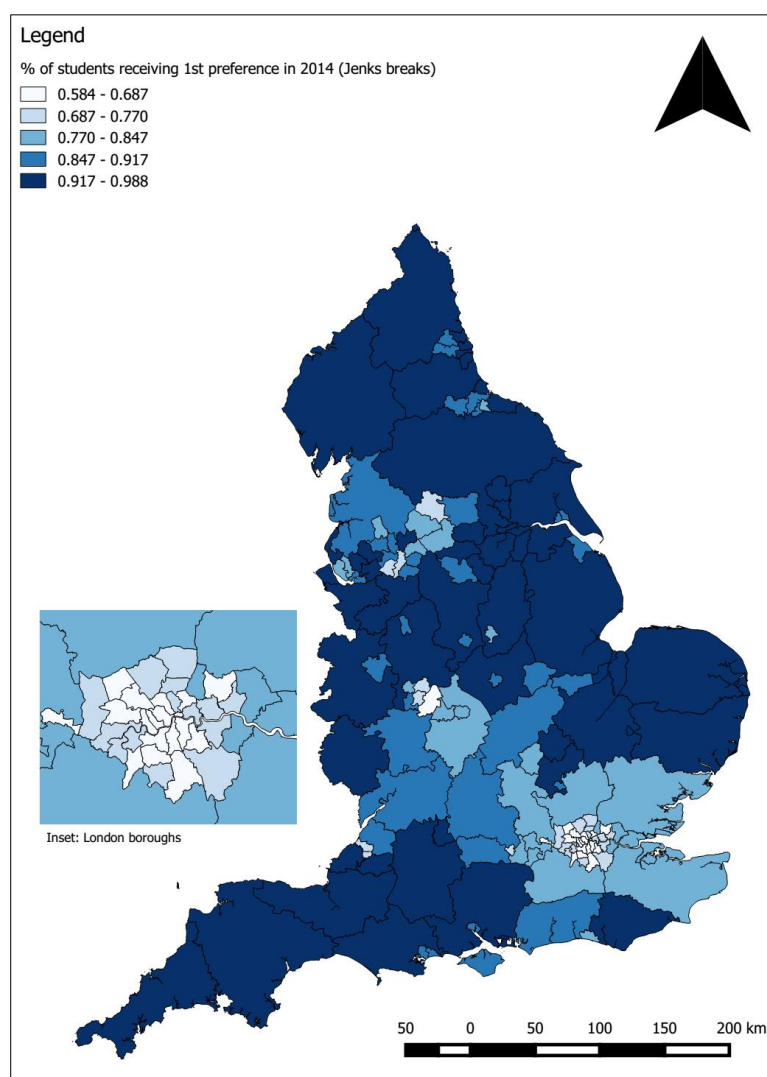 Legend
% of students receiving 1st preference in 2014 (Jenks breaks)
0.584 - 0.687
0.687 - 0.770
0.770 - 0.847
0.847 - 0.917
0.917 - 0.988
Inset: London boroughs
50 0 50 100 150 200 km